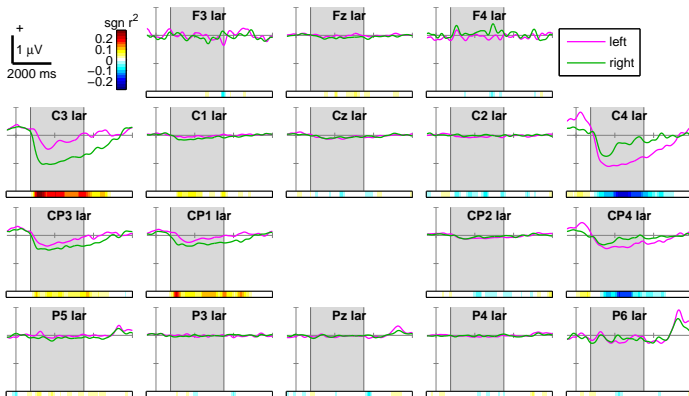 +
1 μV
2000 ms
sgn r²
0.2
0.1
0
−0.1
−0.2
F3 lar
Fz lar
F4 lar
left
right
C3 lar
C1 lar
Cz lar
C2 lar
C4 lar
CP3 lar
CP1 lar
CP2 lar
CP4 lar
P5 lar
P3 lar
Pz lar
P4 lar
P6 lar